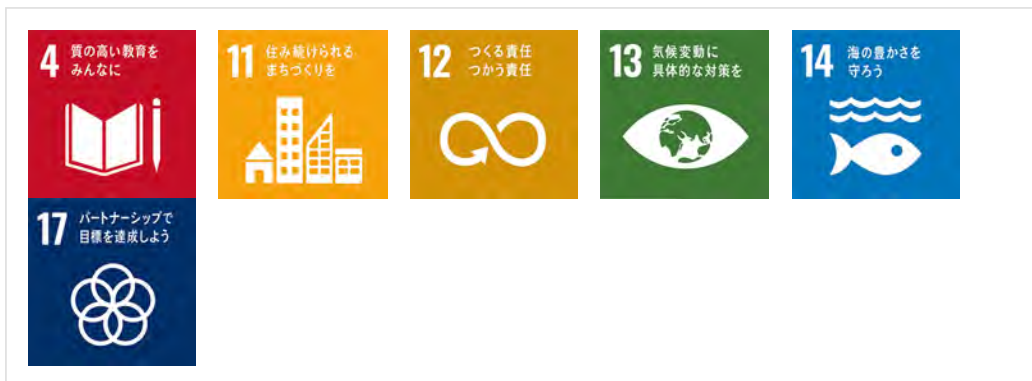 4 質の高い教育を
みんなに
11 住み続けられる
まちづくりを
12 つくる責任
つかう責任
13 気候変動に
具体的な対策を
14 海の豊かさを
守ろう
17 パートナーシップで
目標を達成しよう